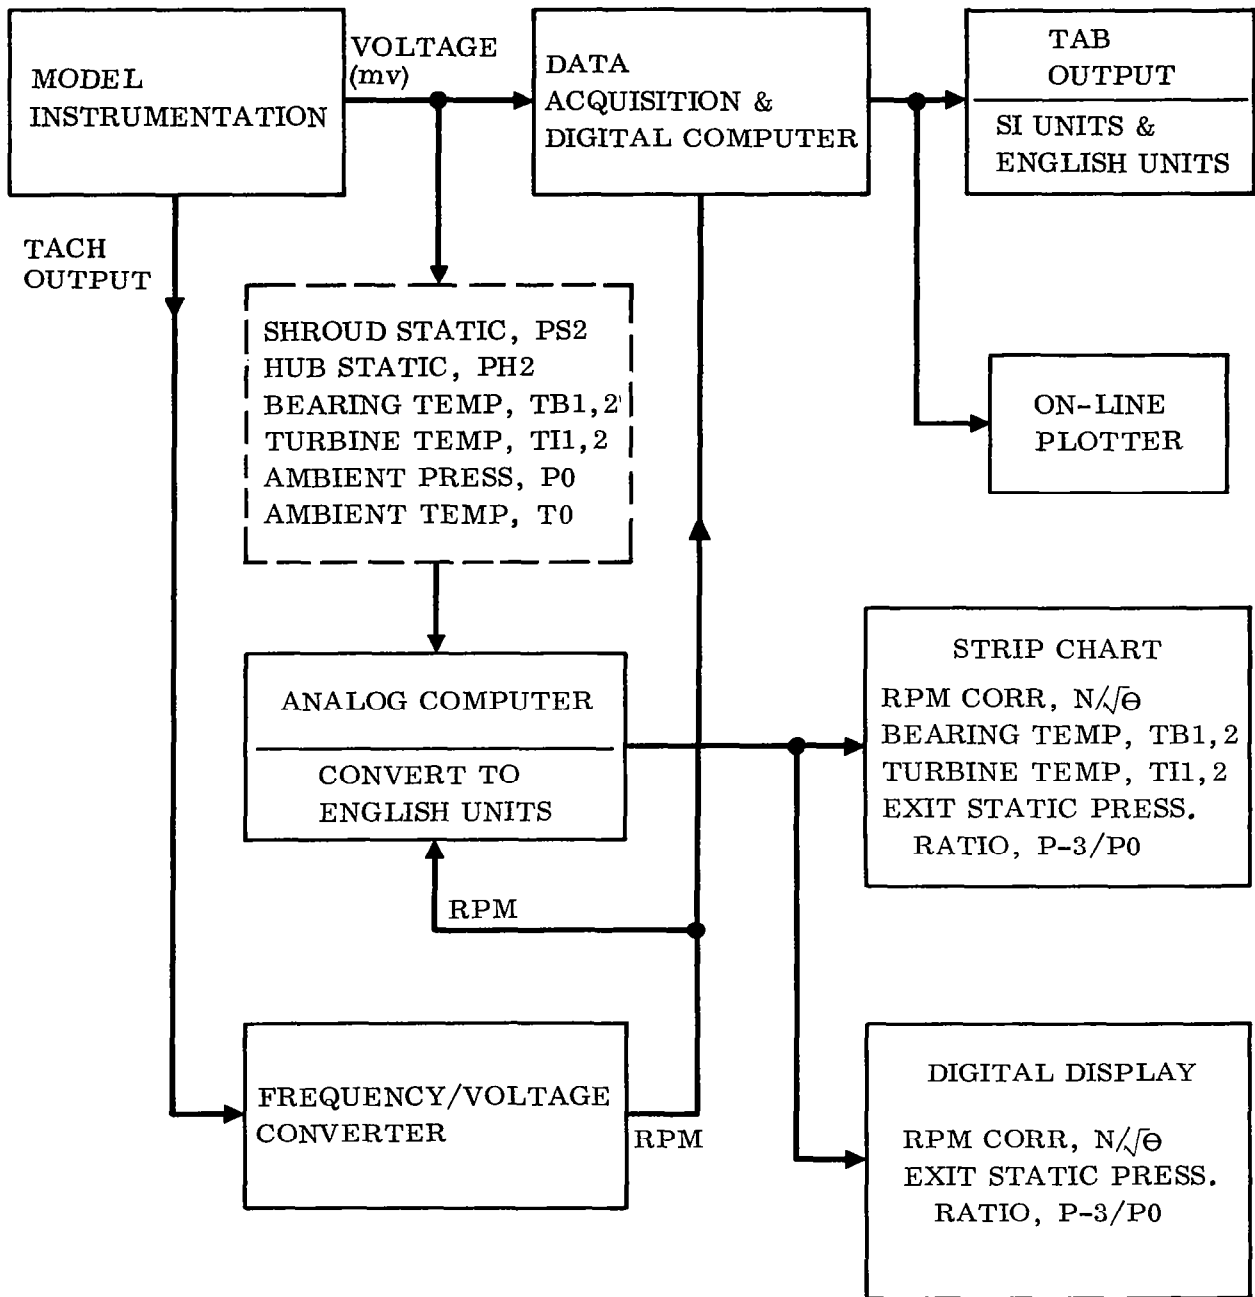 MODEL
INSTRUMENTATION
VOLTAGE
(mv)
DATA
ACQUISITION &
DIGITAL COMPUTER
TAB
OUTPUT
SI UNITS &
ENGLISH UNITS
TACH
OUTPUT
SHROUD STATIC, PS2
HUB STATIC, PH2
BEARING TEMP, TB1,2
TURBINE TEMP, TI1,2
AMBIENT PRESS, P0
AMBIENT TEMP, T0
ON-LINE
PLOTTER
ANALOG COMPUTER
CONVERT TO
ENGLISH UNITS
STRIP CHART
RPM CORR, N/√Θ
BEARING TEMP, TB1,2
TURBINE TEMP, TI1,2
EXIT STATIC PRESS.
RATIO, P-3/P0
RPM
FREQUENCY/VOLTAGE
CONVERTER
RPM
DIGITAL DISPLAY
RPM CORR, N/√Θ
EXIT STATIC PRESS.
RATIO, P-3/P0